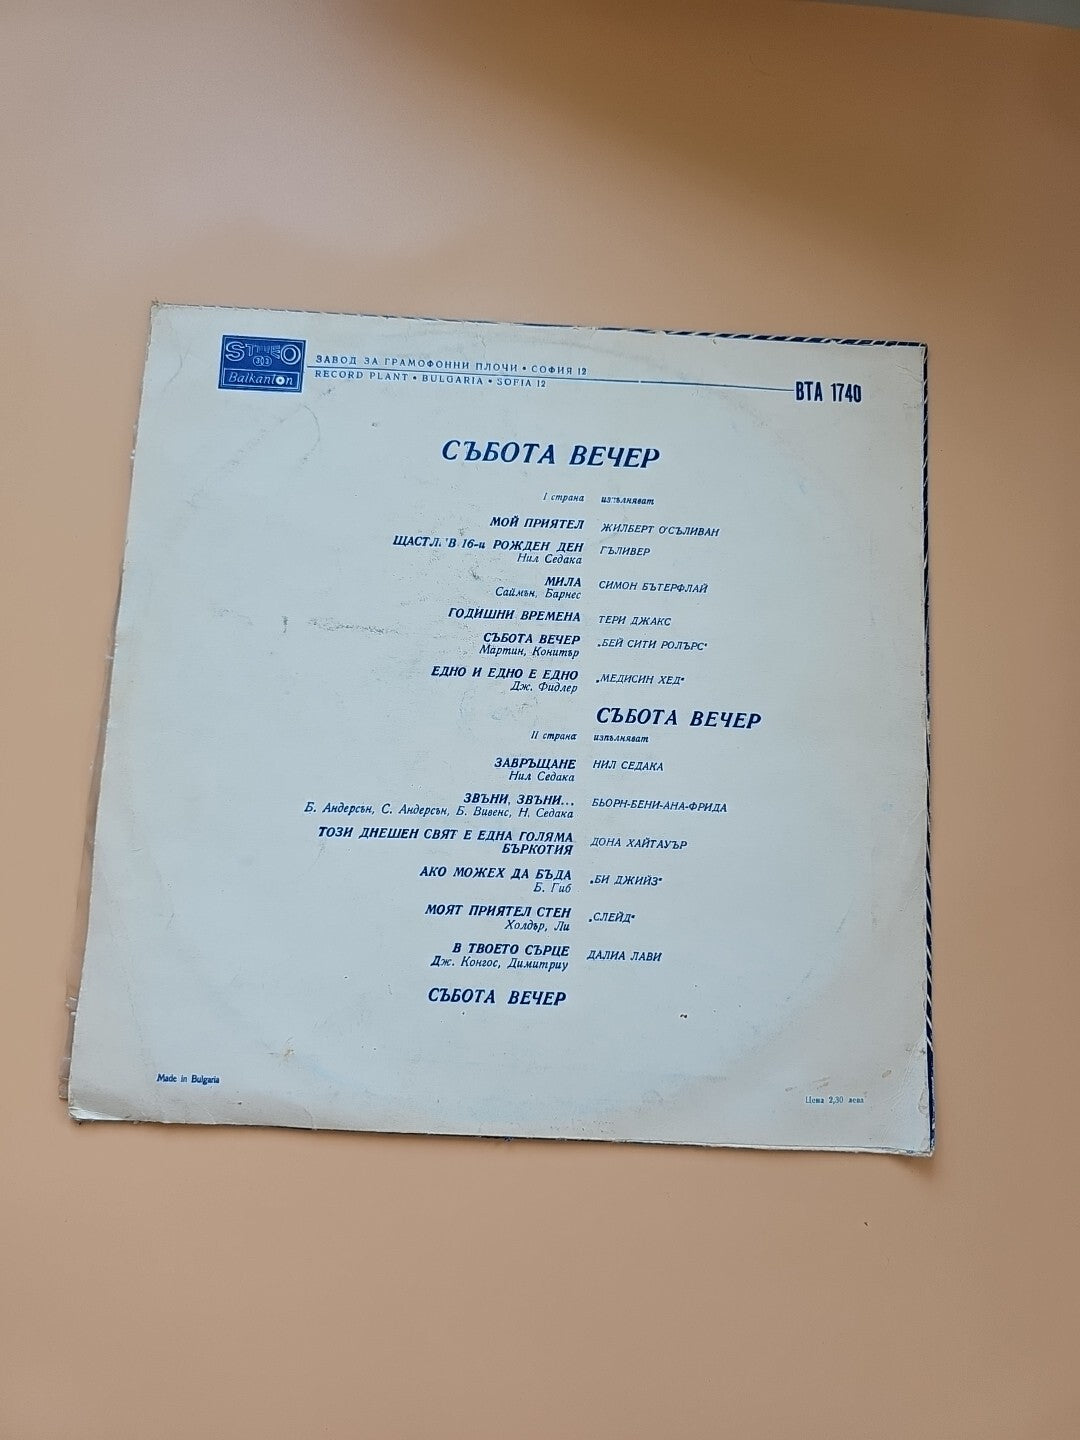 STEREO
33
Balkanton
ЗАВОД ЗА ГРАМОФОННИ ПЛОЧИ • СОФИЯ 12
RECORD PLANT • BULGARIA • SOFIA 12
ВТА 1740
СЪБОТА ВЕЧЕР
I страна изпълняват
МОЙ ПРИЯТЕЛ ЖИЛБЕРТ О'СЪЛИВАН
ЩАСТЛ. В 16-и РОЖДЕН ДЕН ГЪЛИВЕР
Нил Седака
МИЛА СИМОН БЪТЕРФЛАЙ
Саймън, Барнес
ГОДИШНИ ВРЕМЕНА ТЕРИ ДЖАКС
СЪБОТА ВЕЧЕР „БЕЙ СИТИ РОЛЪРС“
Мартин, Конитър
ЕДНО И ЕДНО Е ЕДНО „МЕДИСИН ХЕД“
Дж. Фидлер
СЪБОТА ВЕЧЕР
II страна изпълняват
ЗАВРЪЩАНЕ НИЛ СЕДАКА
Нил Седака
ЗВЪНИ, ЗВЪНИ... БЬОРН-БЕНИ-АНА-ФРИДА
Б. Андерсън, С. Андерсън, Б. Вивенс, Н. Седака
ТОЗИ ДНЕШЕН СВЯТ Е ЕДНА ГОЛЯМА
БЪРКОТИЯ ДОНА ХАЙТАУЪР
АКО МОЖЕХ ДА БЪДА „БИ ДЖИЙЗ“
Б. Гиб
МОЯТ ПРИЯТЕЛ СТЕН „СЛЕЙД“
Холдър, Ли
В ТВОЕТО СЪРЦЕ ДАЛИА ЛАВИ
Дж. Конгос, Димитриу
СЪБОТА ВЕЧЕР
Made in Bulgaria
Цена 2,30 лева